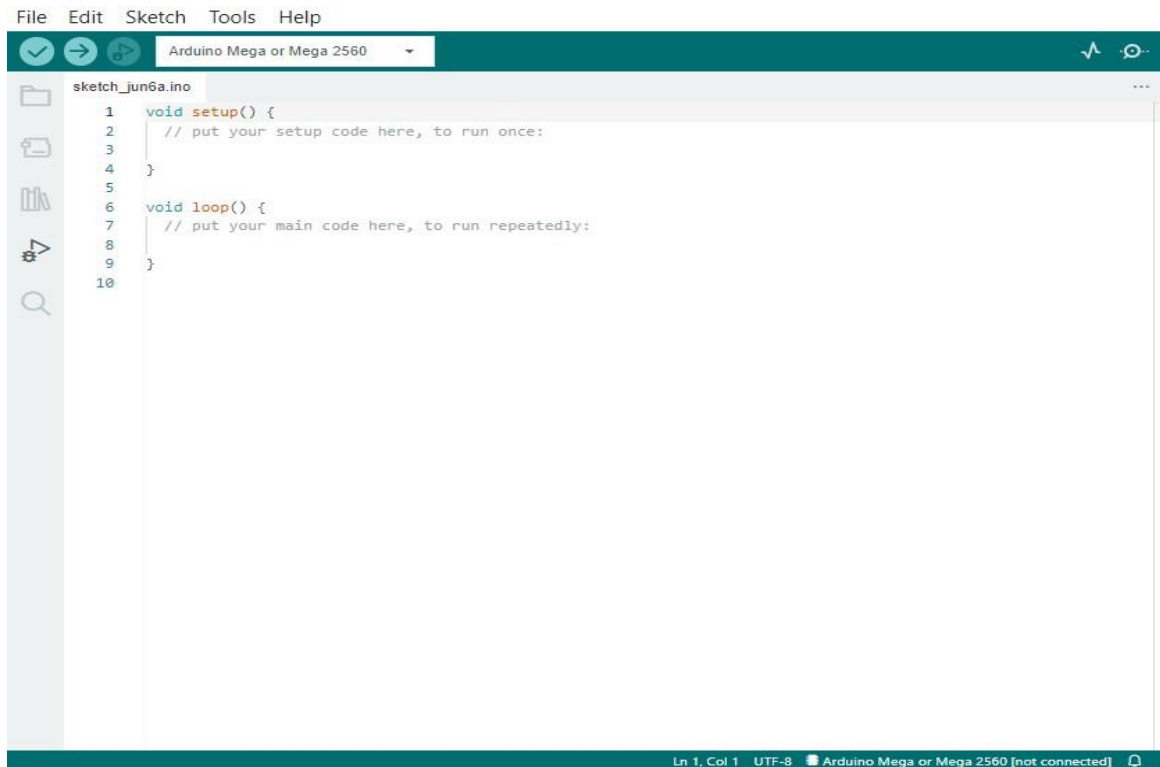 File Edit Sketch Tools Help
Arduino Mega or Mega 2560
sketch_jun6a.ino
...
1 void setup() {
2 // put your setup code here, to run once:
3
4 }
5
6 void loop() {
7 // put your main code here, to run repeatedly:
8
9 }
10
Ln 1, Col 1 UTF-8 Arduino Mega or Mega 2560 [not connected]